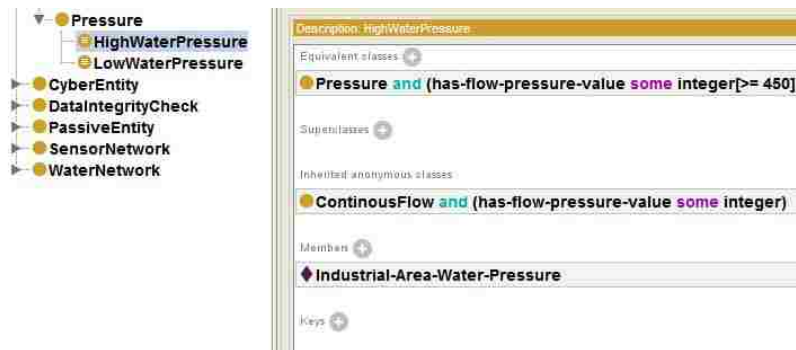 Pressure
HighWaterPressure
LowWaterPressure
CyberEntity
DataIntegrityCheck
PassiveEntity
SensorNetwork
WaterNetwork
Description: HighWaterPressure
Equivalent classes
Pressure and (has-flow-pressure-value some integer[>= 450]
Superclasses
Inherited anonymous classes
ContinousFlow and (has-flow-pressure-value some integer)
Members
Industrial-Area-Water-Pressure
Keys